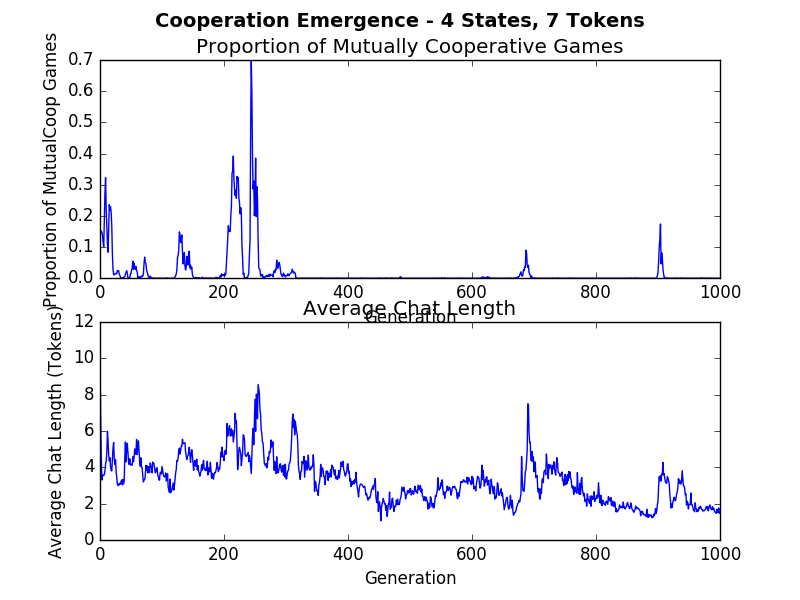 Cooperation Emergence - 4 States, 7 Tokens
Proportion of Mutually Cooperative Games
Proportion of MutualCoop Games
0.7
0.6
0.5
0.4
0.3
0.2
0.1
0.0
0 200 400 600 800 1000
Generation
Average Chat Length
Average Chat Length (Tokens)
12
10
8
6
4
2
0
0 200 400 600 800 1000
Generation